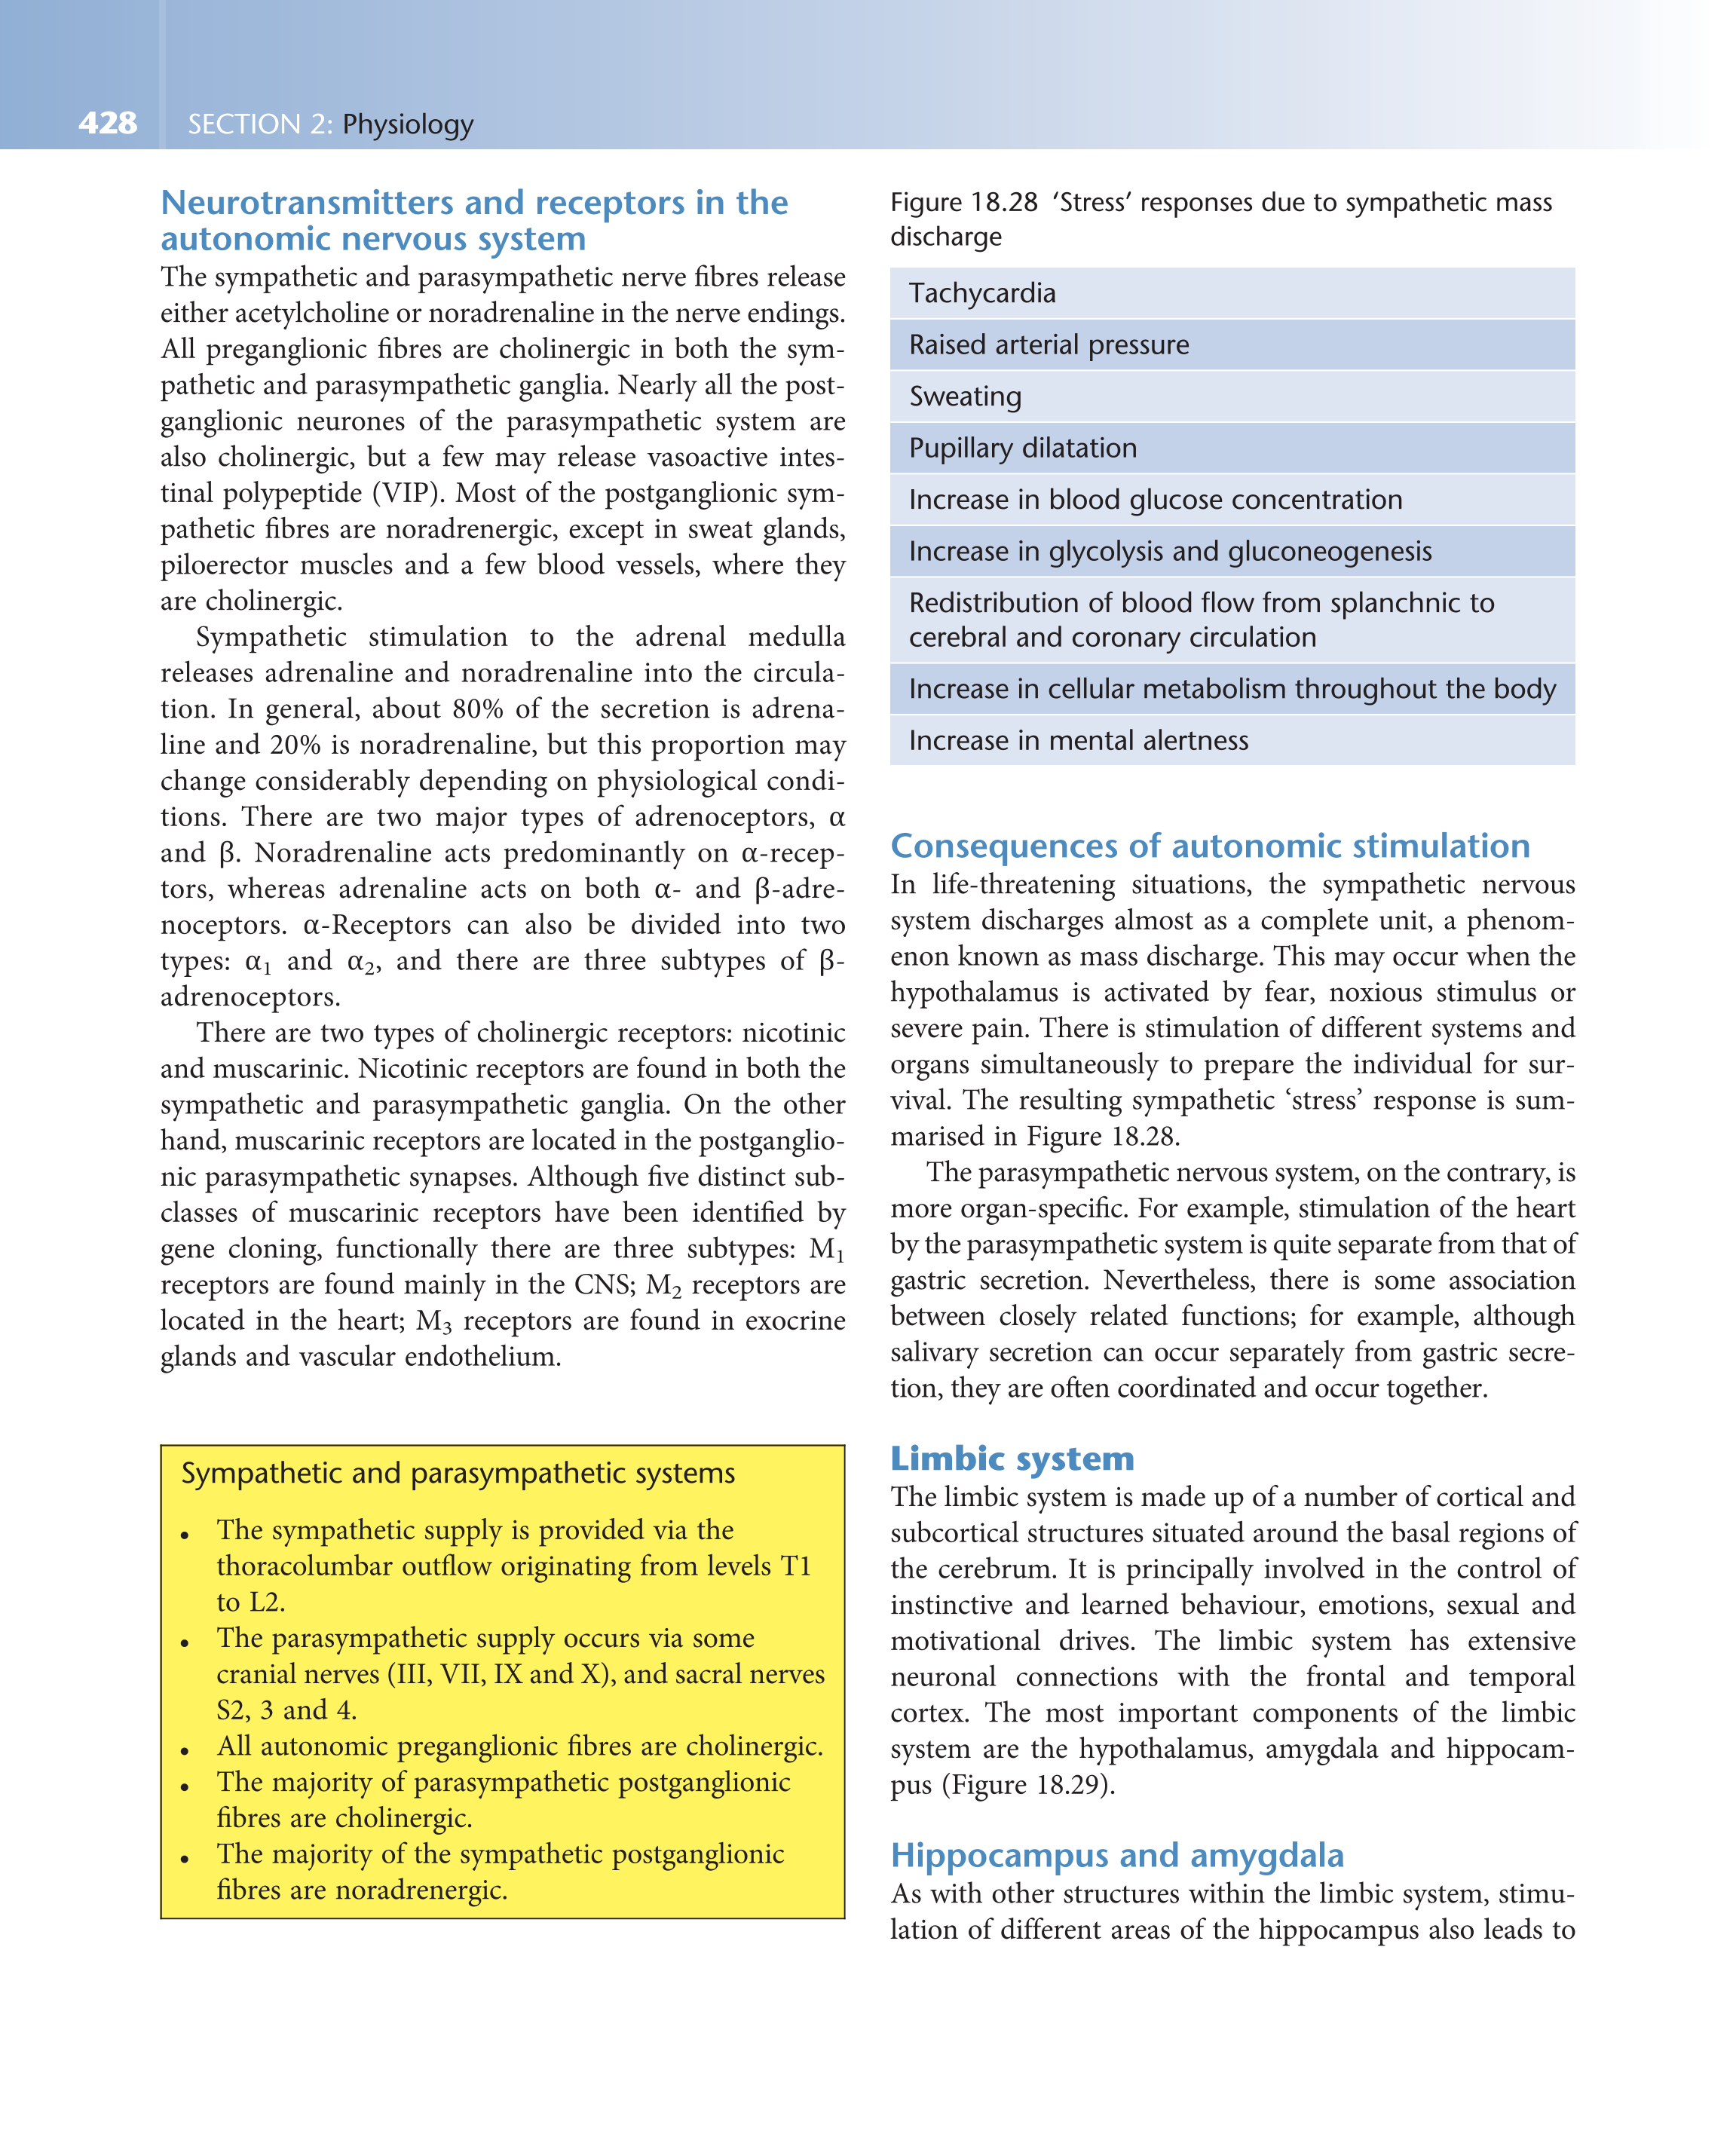 428 SECTION 2: Physiology
Neurotransmitters and receptors in the
autonomic nervous system
The sympathetic and parasympathetic nerve fibres release
either acetylcholine or noradrenaline in the nerve endings.
All preganglionic fibres are cholinergic in both the sym-
pathetic and parasympathetic ganglia. Nearly all the post-
ganglionic neurones of the parasympathetic system are
also cholinergic, but a few may release vasoactive intes-
tinal polypeptide (VIP). Most of the postganglionic sym-
pathetic fibres are noradrenergic, except in sweat glands,
piloerector muscles and a few blood vessels, where they
are cholinergic.
Sympathetic stimulation to the adrenal medulla
releases adrenaline and noradrenaline into the circula-
tion. In general, about 80% of the secretion is adrena-
line and 20% is noradrenaline, but this proportion may
change considerably depending on physiological condi-
tions. There are two major types of adrenoceptors, α
and β. Noradrenaline acts predominantly on α-recep-
tors, whereas adrenaline acts on both α- and β-adre-
noceptors. α-Receptors can also be divided into two
types: α₁ and α₂, and there are three subtypes of β-
adrenoceptors.
There are two types of cholinergic receptors: nicotinic
and muscarinic. Nicotinic receptors are found in both the
sympathetic and parasympathetic ganglia. On the other
hand, muscarinic receptors are located in the postganglio-
nic parasympathetic synapses. Although five distinct sub-
classes of muscarinic receptors have been identified by
gene cloning, functionally there are three subtypes: M₁
receptors are found mainly in the CNS; M₂ receptors are
located in the heart; M₃ receptors are found in exocrine
glands and vascular endothelium.
Sympathetic and parasympathetic systems
• The sympathetic supply is provided via the
thoracolumbar outflow originating from levels T1
to L2.
• The parasympathetic supply occurs via some
cranial nerves (III, VII, IX and X), and sacral nerves
S2, 3 and 4.
• All autonomic preganglionic fibres are cholinergic.
• The majority of parasympathetic postganglionic
fibres are cholinergic.
• The majority of the sympathetic postganglionic
fibres are noradrenergic.
Figure 18.28 ‘Stress’ responses due to sympathetic mass
discharge
Tachycardia
Raised arterial pressure
Sweating
Pupillary dilatation
Increase in blood glucose concentration
Increase in glycolysis and gluconeogenesis
Redistribution of blood flow from splanchnic to
cerebral and coronary circulation
Increase in cellular metabolism throughout the body
Increase in mental alertness
Consequences of autonomic stimulation
In life-threatening situations, the sympathetic nervous
system discharges almost as a complete unit, a phenom-
enon known as mass discharge. This may occur when the
hypothalamus is activated by fear, noxious stimulus or
severe pain. There is stimulation of different systems and
organs simultaneously to prepare the individual for sur-
vival. The resulting sympathetic ‘stress’ response is sum-
marised in Figure 18.28.
The parasympathetic nervous system, on the contrary, is
more organ-specific. For example, stimulation of the heart
by the parasympathetic system is quite separate from that of
gastric secretion. Nevertheless, there is some association
between closely related functions; for example, although
salivary secretion can occur separately from gastric secre-
tion, they are often coordinated and occur together.
Limbic system
The limbic system is made up of a number of cortical and
subcortical structures situated around the basal regions of
the cerebrum. It is principally involved in the control of
instinctive and learned behaviour, emotions, sexual and
motivational drives. The limbic system has extensive
neuronal connections with the frontal and temporal
cortex. The most important components of the limbic
system are the hypothalamus, amygdala and hippocam-
pus (Figure 18.29).
Hippocampus and amygdala
As with other structures within the limbic system, stimu-
lation of different areas of the hippocampus also leads to